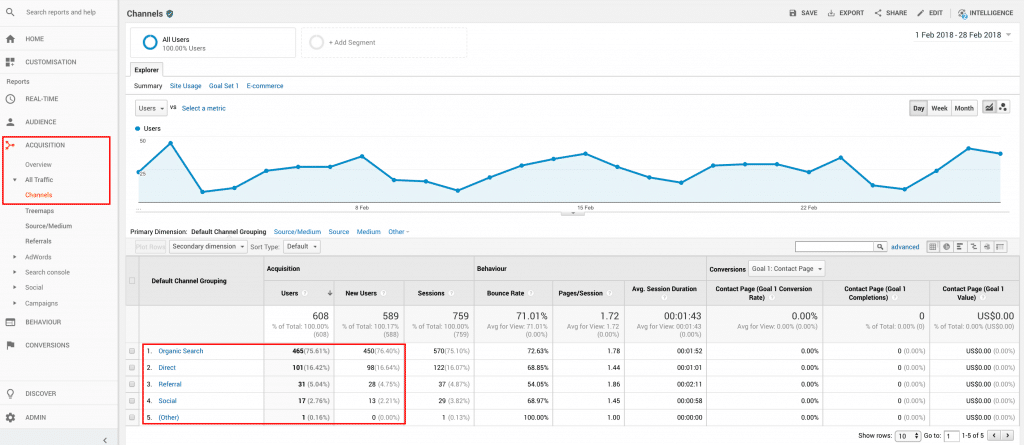 Search reports and help
HOME
CUSTOMISATION
Reports
REAL-TIME
AUDIENCE
ACQUISITION
Overview
All Traffic
Channels
Treemaps
Source/Medium
Referrals
AdWords
Search console
Social
Campaigns
BEHAVIOUR
CONVERSIONS
DISCOVER
ADMIN
Channels
SAVE EXPORT SHARE EDIT INTELLIGENCE
All Users
100.00% Users
+ Add Segment
1 Feb 2018 - 28 Feb 2018
Explorer
Summary Site Usage Goal Set 1 E-commerce
Users vs Select a metric
Day Week Month
Users
50
25
... 8 Feb 15 Feb 22 Feb
Primary Dimension: Default Channel Grouping Source/Medium Source Medium Other
Plot Rows Secondary dimension Sort Type: Default advanced
Default Channel Grouping Acquisition Behaviour Conversions Goal 1: Contact Page
Users New Users Sessions Bounce Rate Pages/Session Avg. Session Duration Contact Page (Goal 1 Conversion Rate) Contact Page (Goal 1 Completions) Contact Page (Goal 1 Value)
608 589 759 71.01% 1.72 00:01:43 0.00% 0 US$0.00
% of Total: 100.00% (608) % of Total: 100.17% (588) % of Total: 100.00% (759) Avg for View: 71.01% (0.00%) Avg for View: 1.72 (0.00%) Avg for View: 00:01:43 (0.00%) Avg for View: 0.00% (0.00%) % of Total: 0.00% (0) % of Total: 0.00% (US$0.00)
1. Organic Search 465 (75.61%) 450 (76.40%) 570 (75.10%) 72.63% 1.78 00:01:52 0.00% 0 (0.00%) US$0.00 (0.00%)
2. Direct 101 (16.42%) 98 (16.64%) 122 (16.07%) 68.85% 1.44 00:01:01 0.00% 0 (0.00%) US$0.00 (0.00%)
3. Referral 31 (5.04%) 28 (4.75%) 37 (4.87%) 54.05% 1.86 00:02:11 0.00% 0 (0.00%) US$0.00 (0.00%)
4. Social 17 (2.76%) 13 (2.21%) 29 (3.82%) 68.97% 1.45 00:00:58 0.00% 0 (0.00%) US$0.00 (0.00%)
5. (Other) 1 (0.16%) 0 (0.00%) 1 (0.13%) 100.00% 1.00 00:00:00 0.00% 0 (0.00%) US$0.00 (0.00%)
Show rows: 10 Go to: 1 1-5 of 5